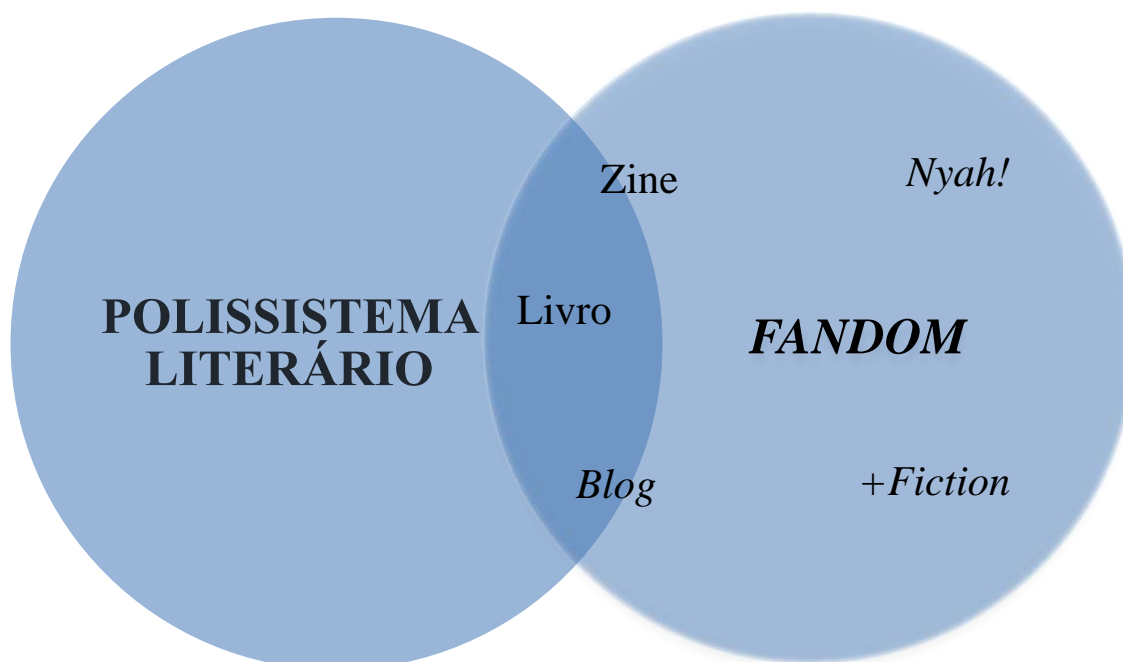 Zine
Nyah!
POLISSISTEMA
LITERÁRIO
Livro
FANDOM
Blog
+Fiction